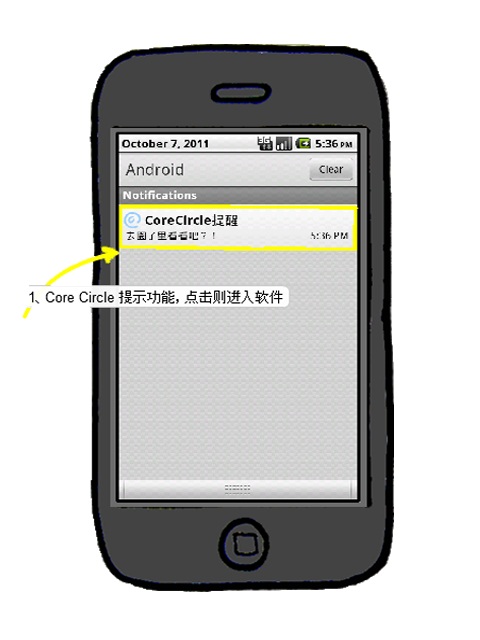 October 7, 2011 5:36 PM
Android Clear
Notifications
CoreCircle提醒
去圈子里看看吧？！ 5:36 PM
1、Core Circle 提示功能，点击则进入软件